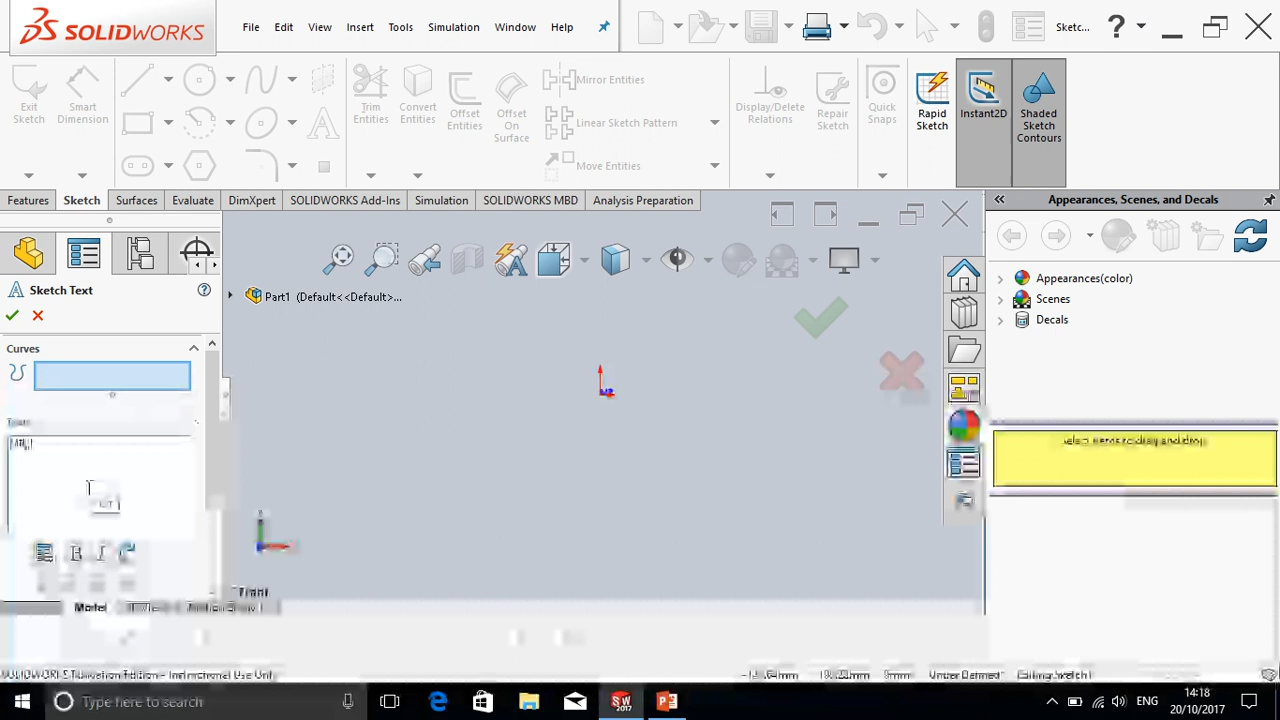 SOLIDWORKS
File Edit View Insert Tools Simulation Window Help
Sketc...
Exit Sketch
Smart Dimension
Trim Entities
Convert Entities
Offset Entities
Offset On Surface
Mirror Entities
Linear Sketch Pattern
Move Entities
Display/Delete Relations
Repair Sketch
Quick Snaps
Rapid Sketch
Instant2D
Shaded Sketch Contours
Features Sketch Surfaces Evaluate DimXpert SOLIDWORKS Add-Ins Simulation SOLIDWORKS MBD Analysis Preparation
Appearances, Scenes, and Decals
Sketch Text
Part1 (Default<<Default>...
Appearances(color)
Scenes
Decals
Curves
Front
Model
Type here to search
ENG
14:18
20/10/2017